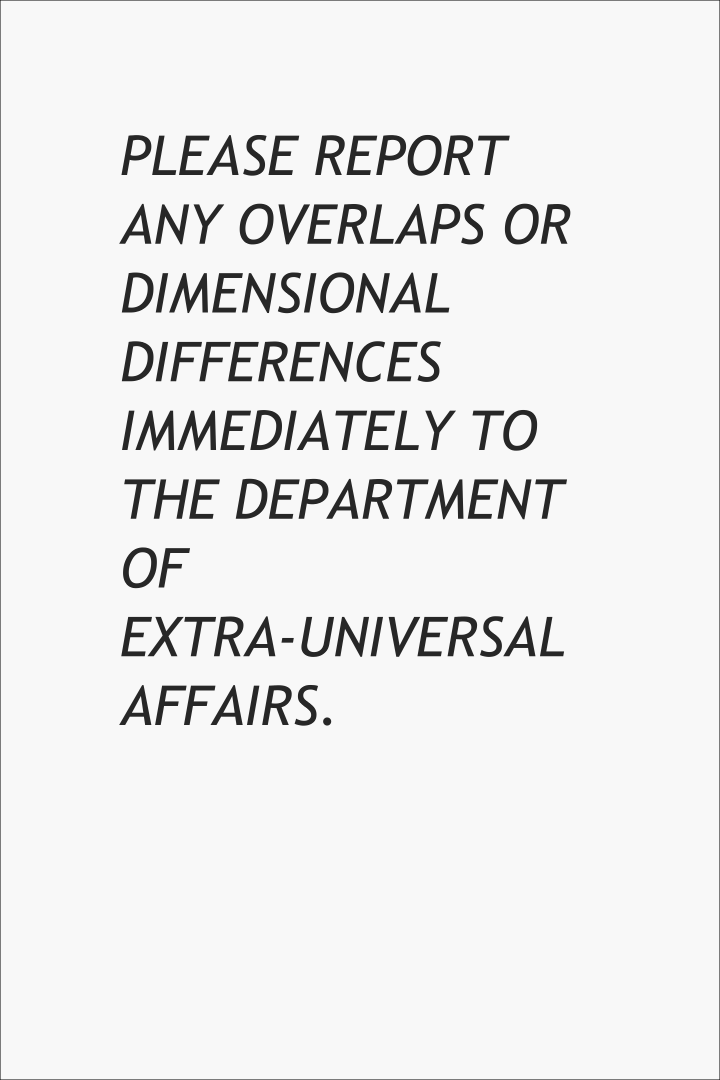 PLEASE REPORT
ANY OVERLAPS OR
DIMENSIONAL
DIFFERENCES
IMMEDIATELY TO
THE DEPARTMENT
OF
EXTRA-UNIVERSAL
AFFAIRS.